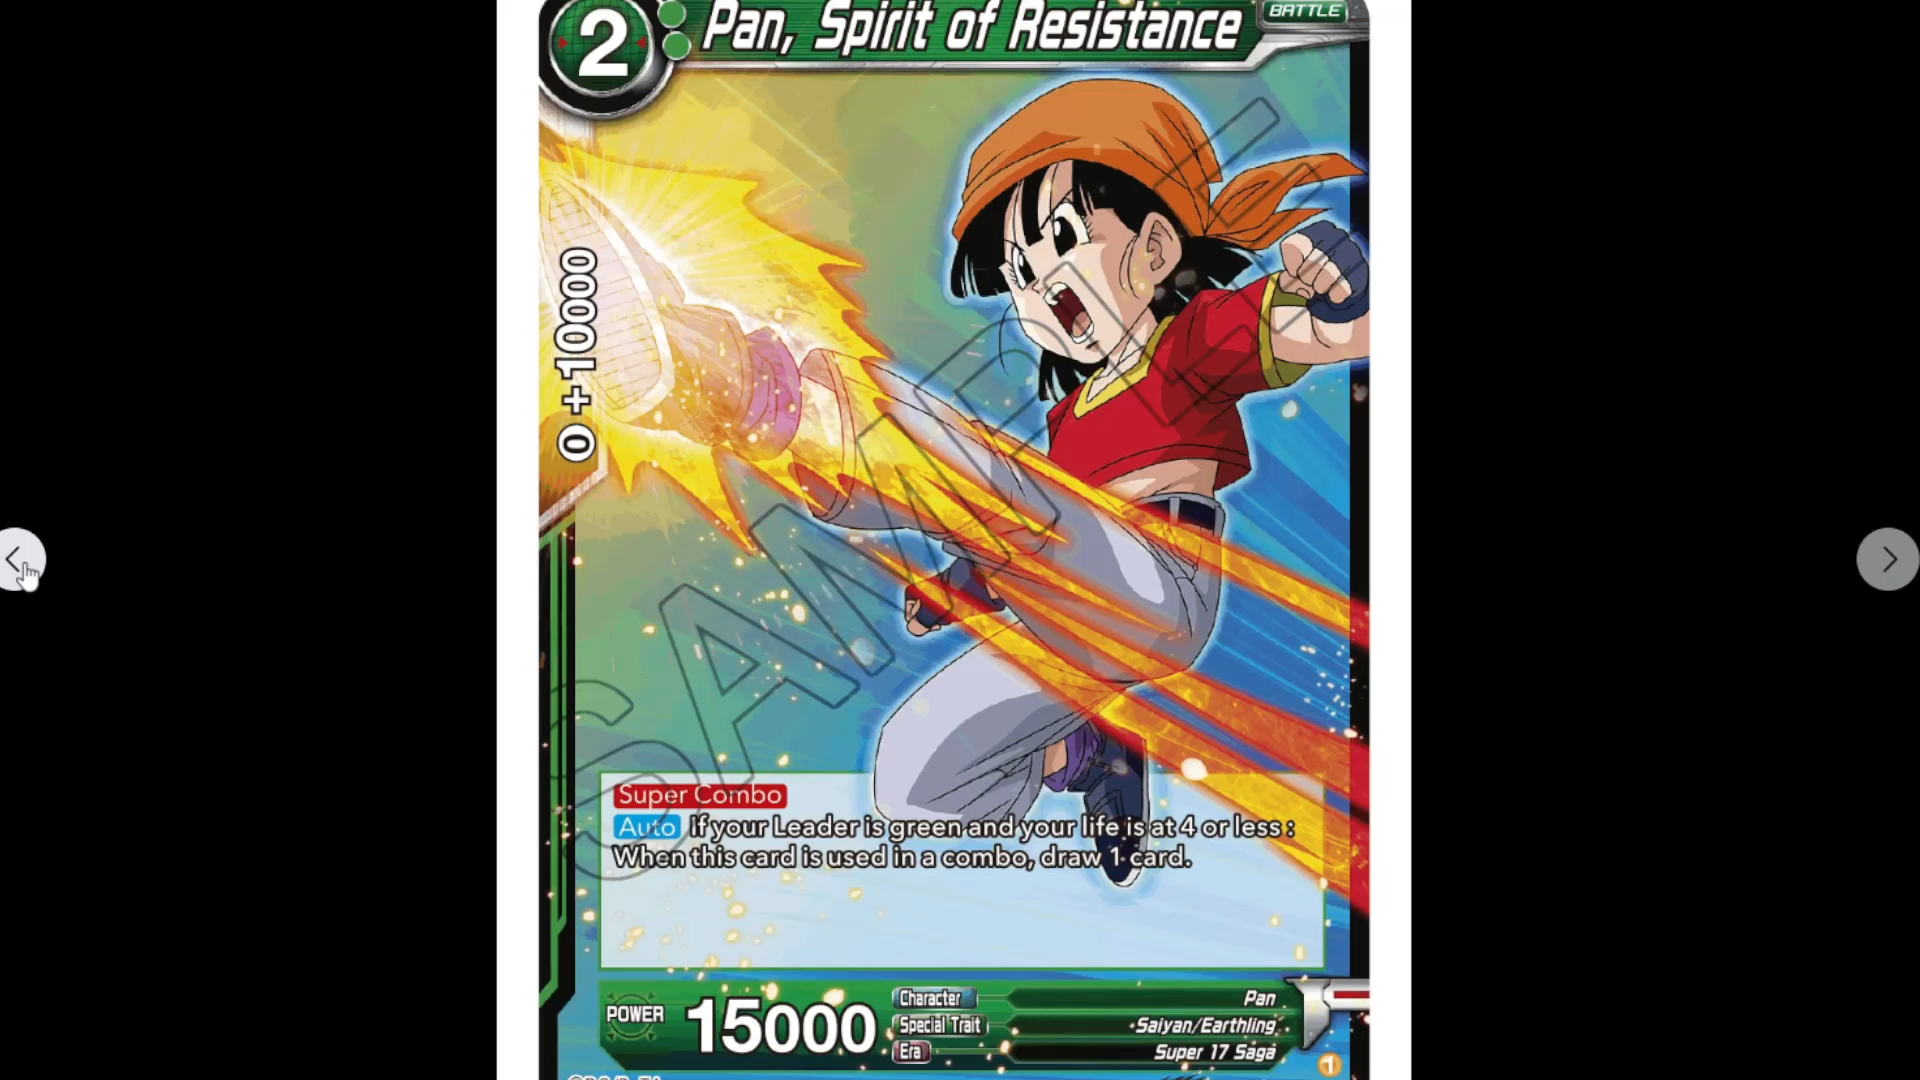 2
Pan, Spirit of Resistance
BATTLE
0 +10000
SAMPLE
Super Combo
Auto If your Leader is green and your life is at 4 or less :
When this card is used in a combo, draw 1 card.
POWER 15000
Character Pan
Special Trait Saiyan/Earthling
Era Super 17 Saga
1